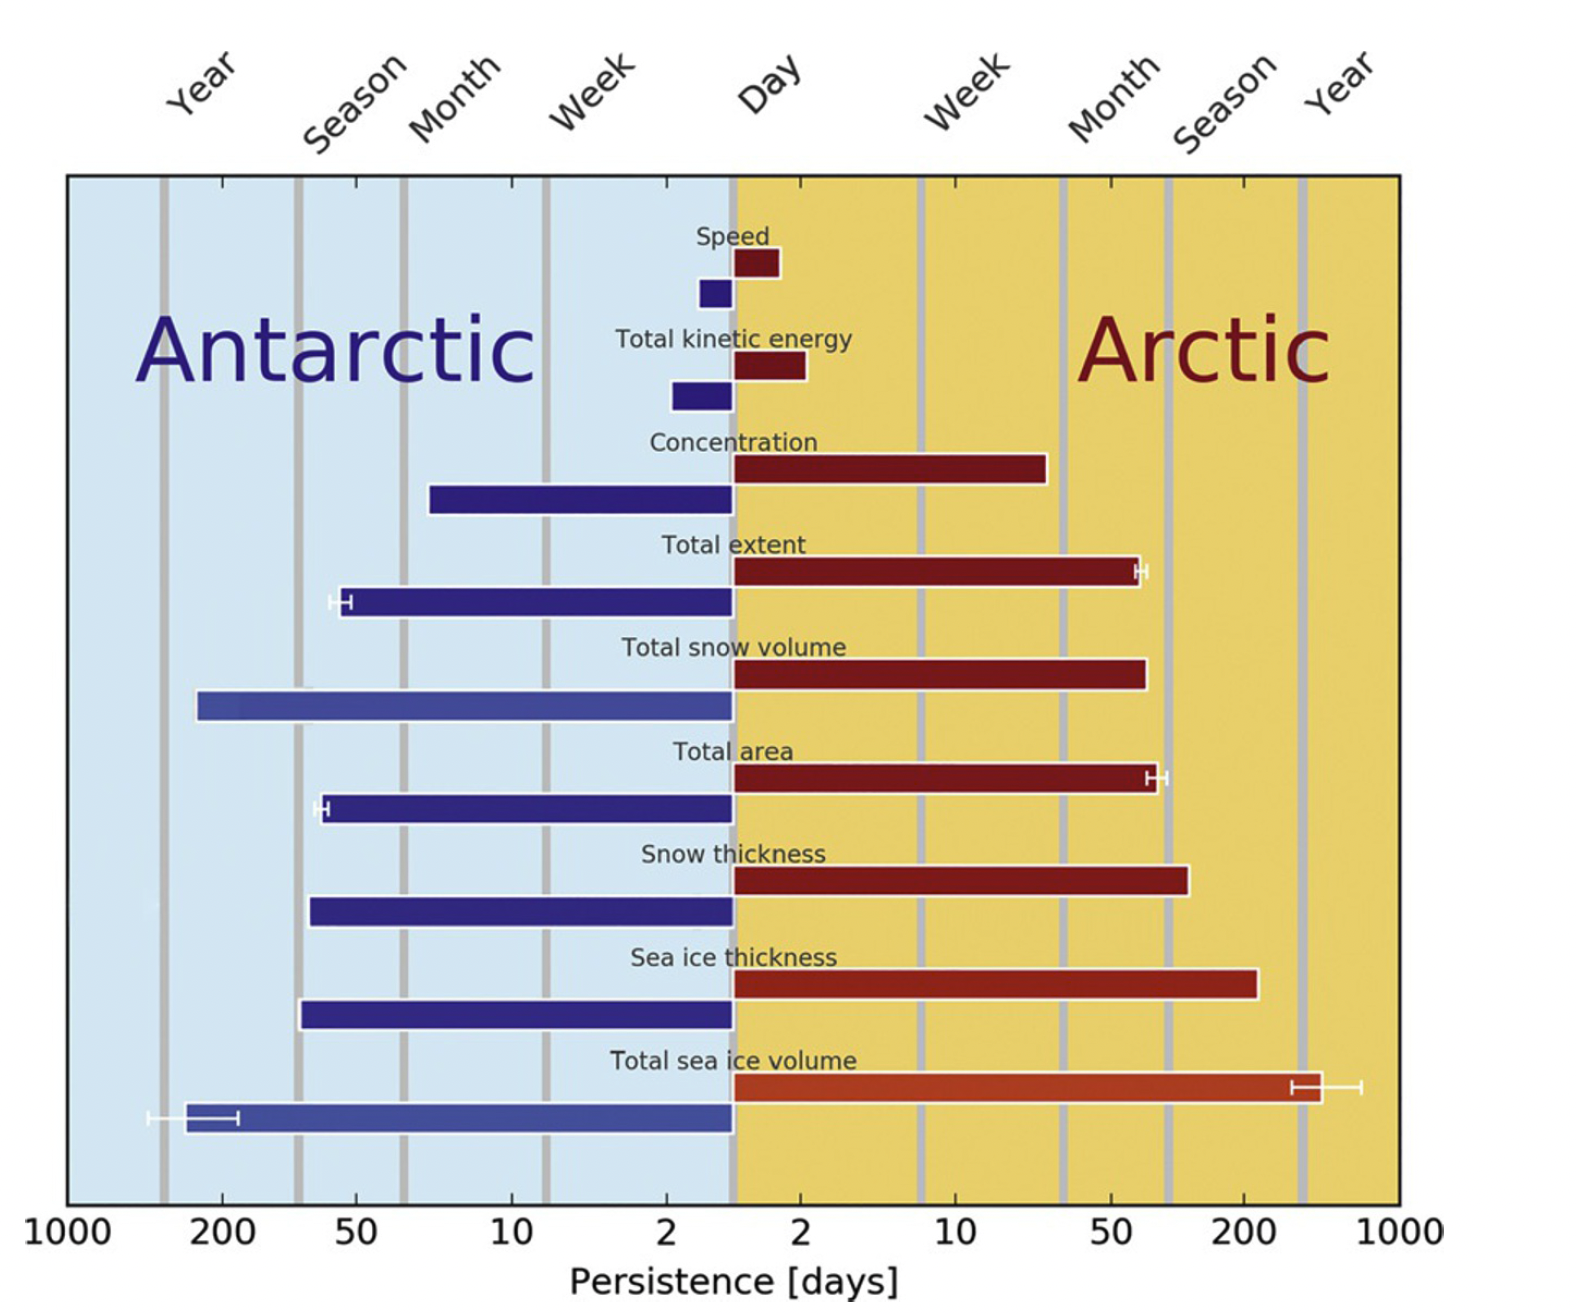 Year Season Month Week Day Week Month Season Year
Speed
Antarctic
Arctic
Total kinetic energy
Concentration
Total extent
Total snow volume
Total area
Snow thickness
Sea ice thickness
Total sea ice volume
1000 200 50 10 2 2 10 50 200 1000
Persistence [days]